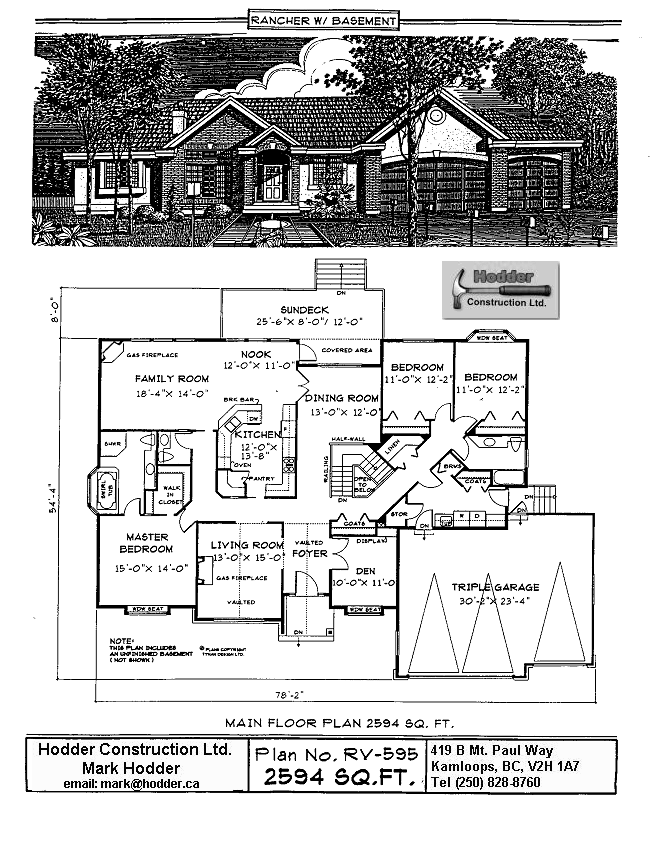 RANCHER W/ BASEMENT
Hodder
Construction Ltd.
DN
SUNDECK
25'-6" X 8'-0"/ 12'-0"
8'-0"
COVERED AREA
WDW SEAT
GAS FIREPLACE
NOOK
12'-0" X 11'-0"
FAMILY ROOM
18'-4" X 14'-0"
BEDROOM
11'-0" X 12'-2"
BEDROOM
11'-0" X 12'-2"
DINING ROOM
13'-0" X 12'-0"
BRK BAR
DW
KITCHEN
12'-0" X
13'-8"
F
OVEN
PANTRY
HALF-WALL
RAILING
LINEN
OPEN
TO
BELOW
DN
BRMS
COATS
SHWR
WHIRL
TUB
WALK
IN
CLOSET
STOR
W D
DN
DN
54'-4"
MASTER
BEDROOM
15'-0" X 14'-0"
LIVING ROOM
13'-0" X 15'-0"
GAS FIREPLACE
VAULTED
VAULTED
FOYER
COATS
DISPLAY
DEN
10'-0" X 11'-0"
TRIPLE GARAGE
30'-2" X 23'-4"
WDW SEAT
WDW SEAT
DN
NOTE:
THIS PLAN INCLUDES
AN UNFINISHED BASEMENT
(NOT SHOWN)
© PLANS COPYRIGHT
TYNAN DESIGN LTD.
78'-2"
MAIN FLOOR PLAN 2594 SQ. FT.
Hodder Construction Ltd.
Mark Hodder
email: mark@hodder.ca
Plan No. RV-595
2594 SQ.FT.
419 B Mt. Paul Way
Kamloops, BC, V2H 1A7
Tel (250) 828-8760